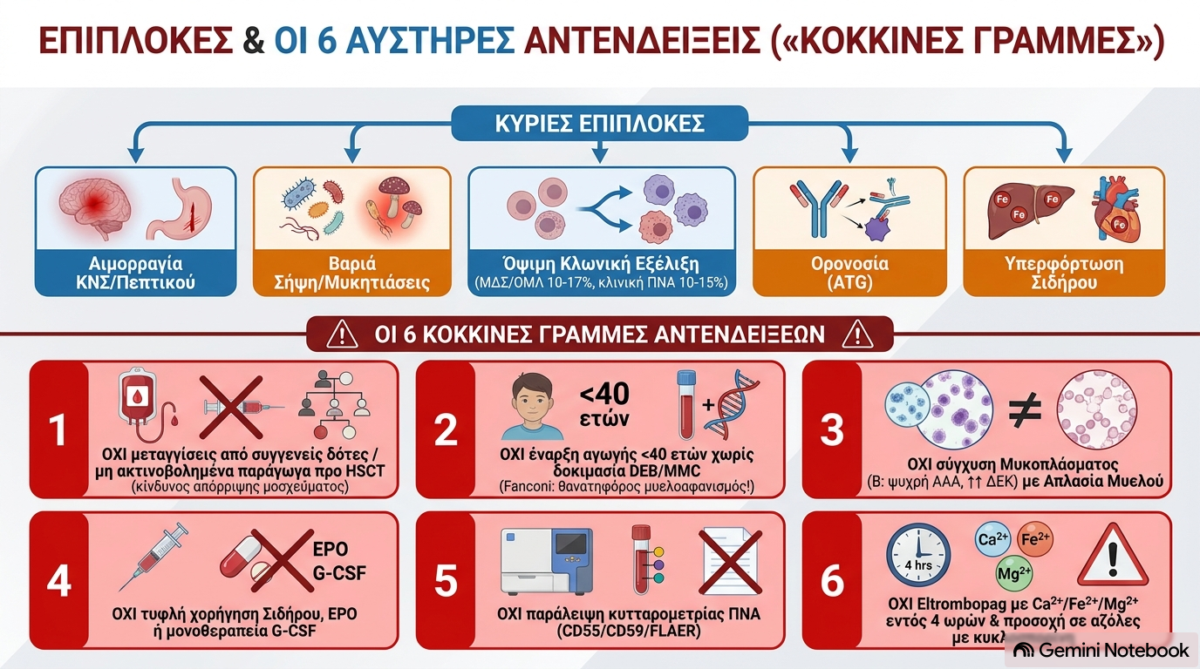 ΕΠΙΠΛΟΚΕΣ & ΟΙ 6 ΑΥΣΤΗΡΕΣ ΑΝΤΕΝΔΕΙΞΕΙΣ («ΚΟΚΚΙΝΕΣ ΓΡΑΜΜΕΣ»)
ΚΥΡΙΕΣ ΕΠΙΠΛΟΚΕΣ
Αιμορραγία
ΚΝΣ/Πεπτικού
Βαριά
Σήψη/Μυκητιάσεις
Όψιμη Κλωνική Εξέλιξη
(ΜΔΣ/ΟΜΛ 10-17%, κλινική ΠΝΑ 10-15%)
Ορονοσία
(ATG)
Fe
Fe
Fe
Fe
Fe
Υπερφόρτωση
Σιδήρου
ΟΙ 6 ΚΟΚΚΙΝΕΣ ΓΡΑΜΜΕΣ ΑΝΤΕΝΔΕΙΞΕΩΝ
1
ΟΧΙ μεταγγίσεις από συγγενείς δότες /
μη ακτινοβολημένα παράγωγα προ HSCT
(κίνδυνος απόρριψης μοσχεύματος)
2
<40
ετών
+
ΟΧΙ έναρξη αγωγής <40 ετών χωρίς
δοκιμασία DEB/MMC
(Fanconi: θανατηφόρος μυελοαφανισμός!)
3
≠
ΟΧΙ σύγχυση Μυκοπλάσματος
(Β: ψυχρή ΑΑΑ, ↑↑ ΔΕΚ) με Απλασία Μυελού
4
EPO
G-CSF
ΟΧΙ τυφλή χορήγηση Σιδήρου, EPO
ή μονοθεραπεία G-CSF
5
ΟΧΙ παράλειψη κυτταρομετρίας ΠΝΑ
(CD55/CD59/FLAER)
6
4 hrs
Ca²⁺
Fe²⁺
Mg²⁺
ΟΧΙ Eltrombopag με Ca²⁺/Fe²⁺/Mg²⁺
εντός 4 ωρών & προσοχή σε αζόλες
με
Gemini Notebook